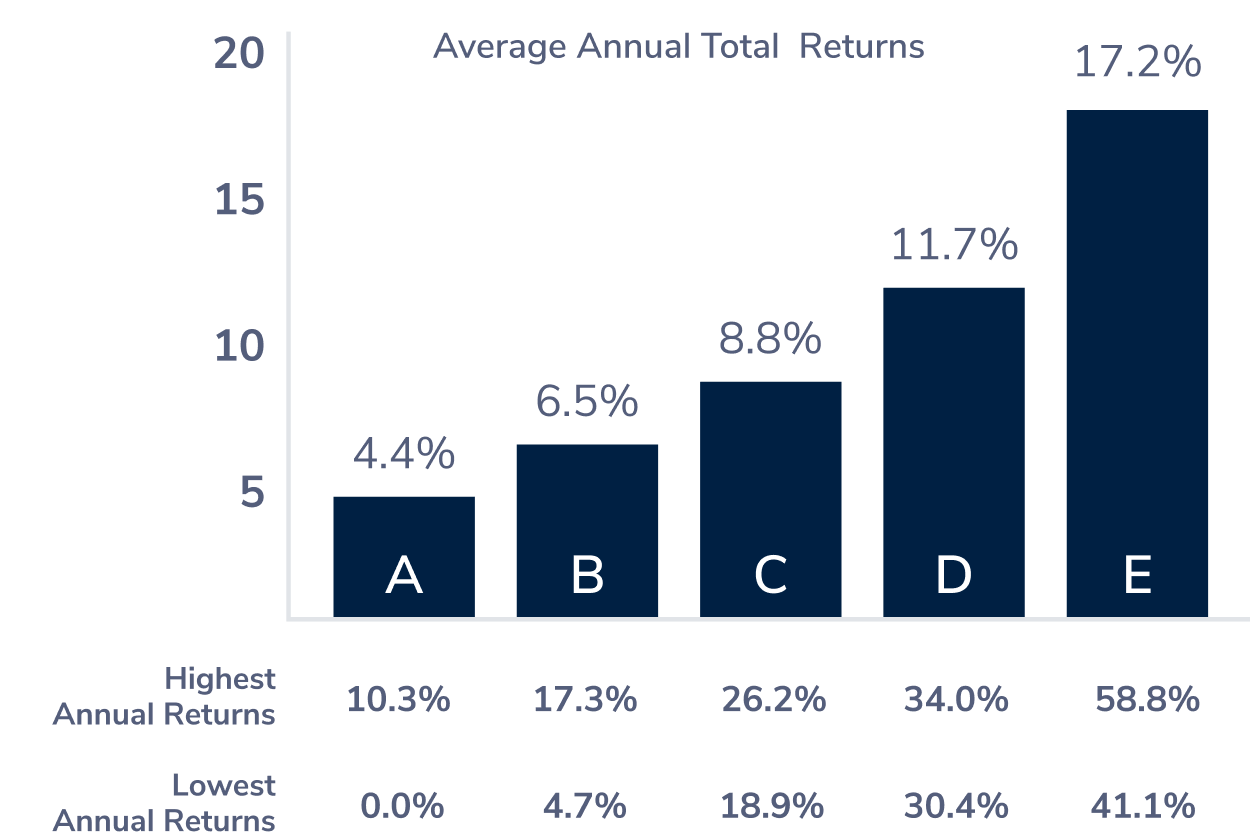 Average Annual Total Returns
20
15
10
5
4.4%
6.5%
8.8%
11.7%
17.2%
A
B
C
D
E
Highest
Annual Returns
10.3%
17.3%
26.2%
34.0%
58.8%
Lowest
Annual Returns
0.0%
4.7%
18.9%
30.4%
41.1%